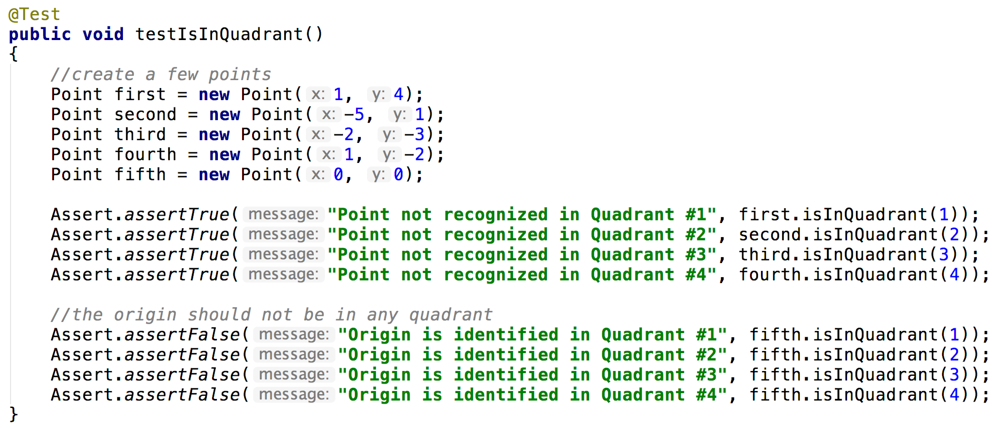 @Test
public void testIsInQuadrant()
{
    //create a few points
    Point first = new Point( x: 1, y: 4);
    Point second = new Point( x: -5, y: 1);
    Point third = new Point( x: -2, y: -3);
    Point fourth = new Point( x: 1, y: -2);
    Point fifth = new Point( x: 0, y: 0);

    Assert.assertTrue( message: "Point not recognized in Quadrant #1", first.isInQuadrant(1));
    Assert.assertTrue( message: "Point not recognized in Quadrant #2", second.isInQuadrant(2));
    Assert.assertTrue( message: "Point not recognized in Quadrant #3", third.isInQuadrant(3));
    Assert.assertTrue( message: "Point not recognized in Quadrant #4", fourth.isInQuadrant(4));

    //the origin should not be in any quadrant
    Assert.assertFalse( message: "Origin is identified in Quadrant #1", fifth.isInQuadrant(1));
    Assert.assertFalse( message: "Origin is identified in Quadrant #2", fifth.isInQuadrant(2));
    Assert.assertFalse( message: "Origin is identified in Quadrant #3", fifth.isInQuadrant(3));
    Assert.assertFalse( message: "Origin is identified in Quadrant #4", fifth.isInQuadrant(4));
}